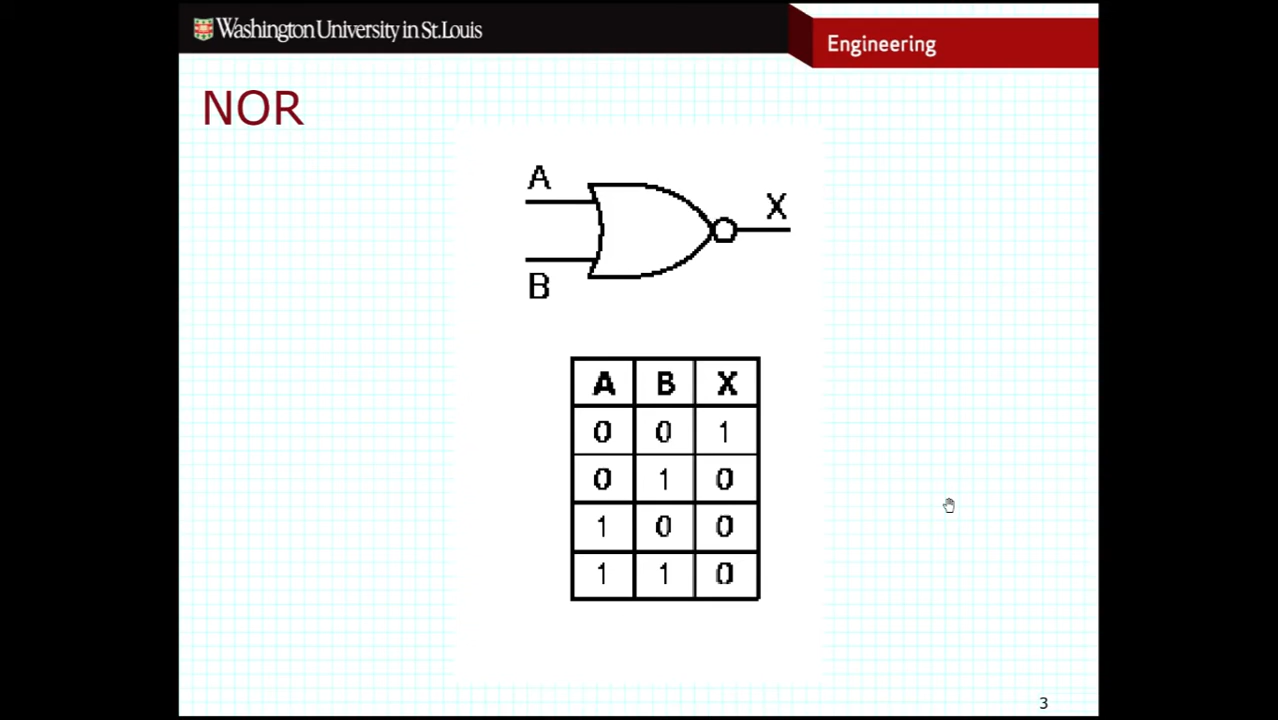 Washington University in St.Louis
Engineering
NOR
A
X
B
A B X
0 0 1
0 1 0
1 0 0
1 1 0
3